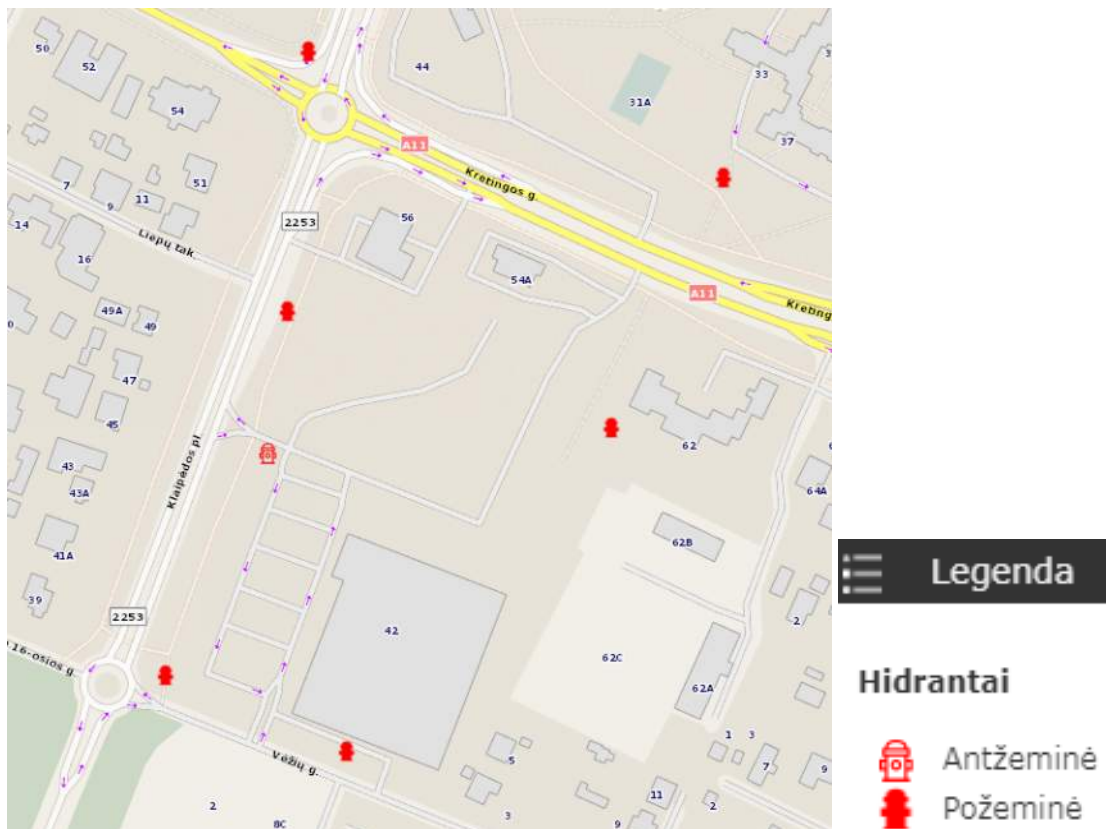 50
52
44
33
31A
54
37
A11
51
7
Kretingos g.
9
11
56
2253
14
Liepų tak.
16
54A
A11
Kreting
49A
49
47
45
62
Klaipėdos pl.
43
64A
43A
62B
41A
39
2253
2
42
o 16-osios g.
62C
62A
1
3
Vėžių g.
5
7
9
11
2
2
3
8C
9
Legenda
Hidrantai
Antžeminė
Požeminė